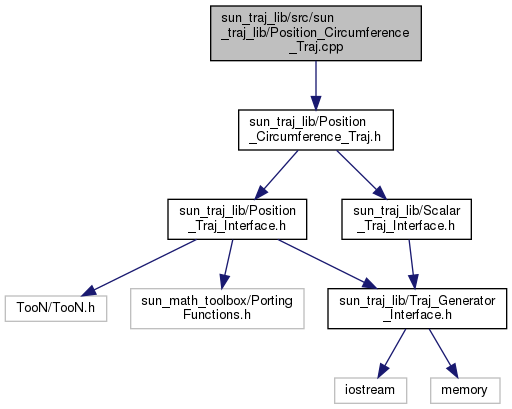 sun_traj_lib/src/sun
_traj_lib/Position_Circumference
_Traj.cpp
sun_traj_lib/Position
_Circumference_Traj.h
sun_traj_lib/Position
_Traj_Interface.h
sun_traj_lib/Scalar
_Traj_Interface.h
TooN/TooN.h
sun_math_toolbox/Porting
Functions.h
sun_traj_lib/Traj_Generator
_Interface.h
iostream
memory